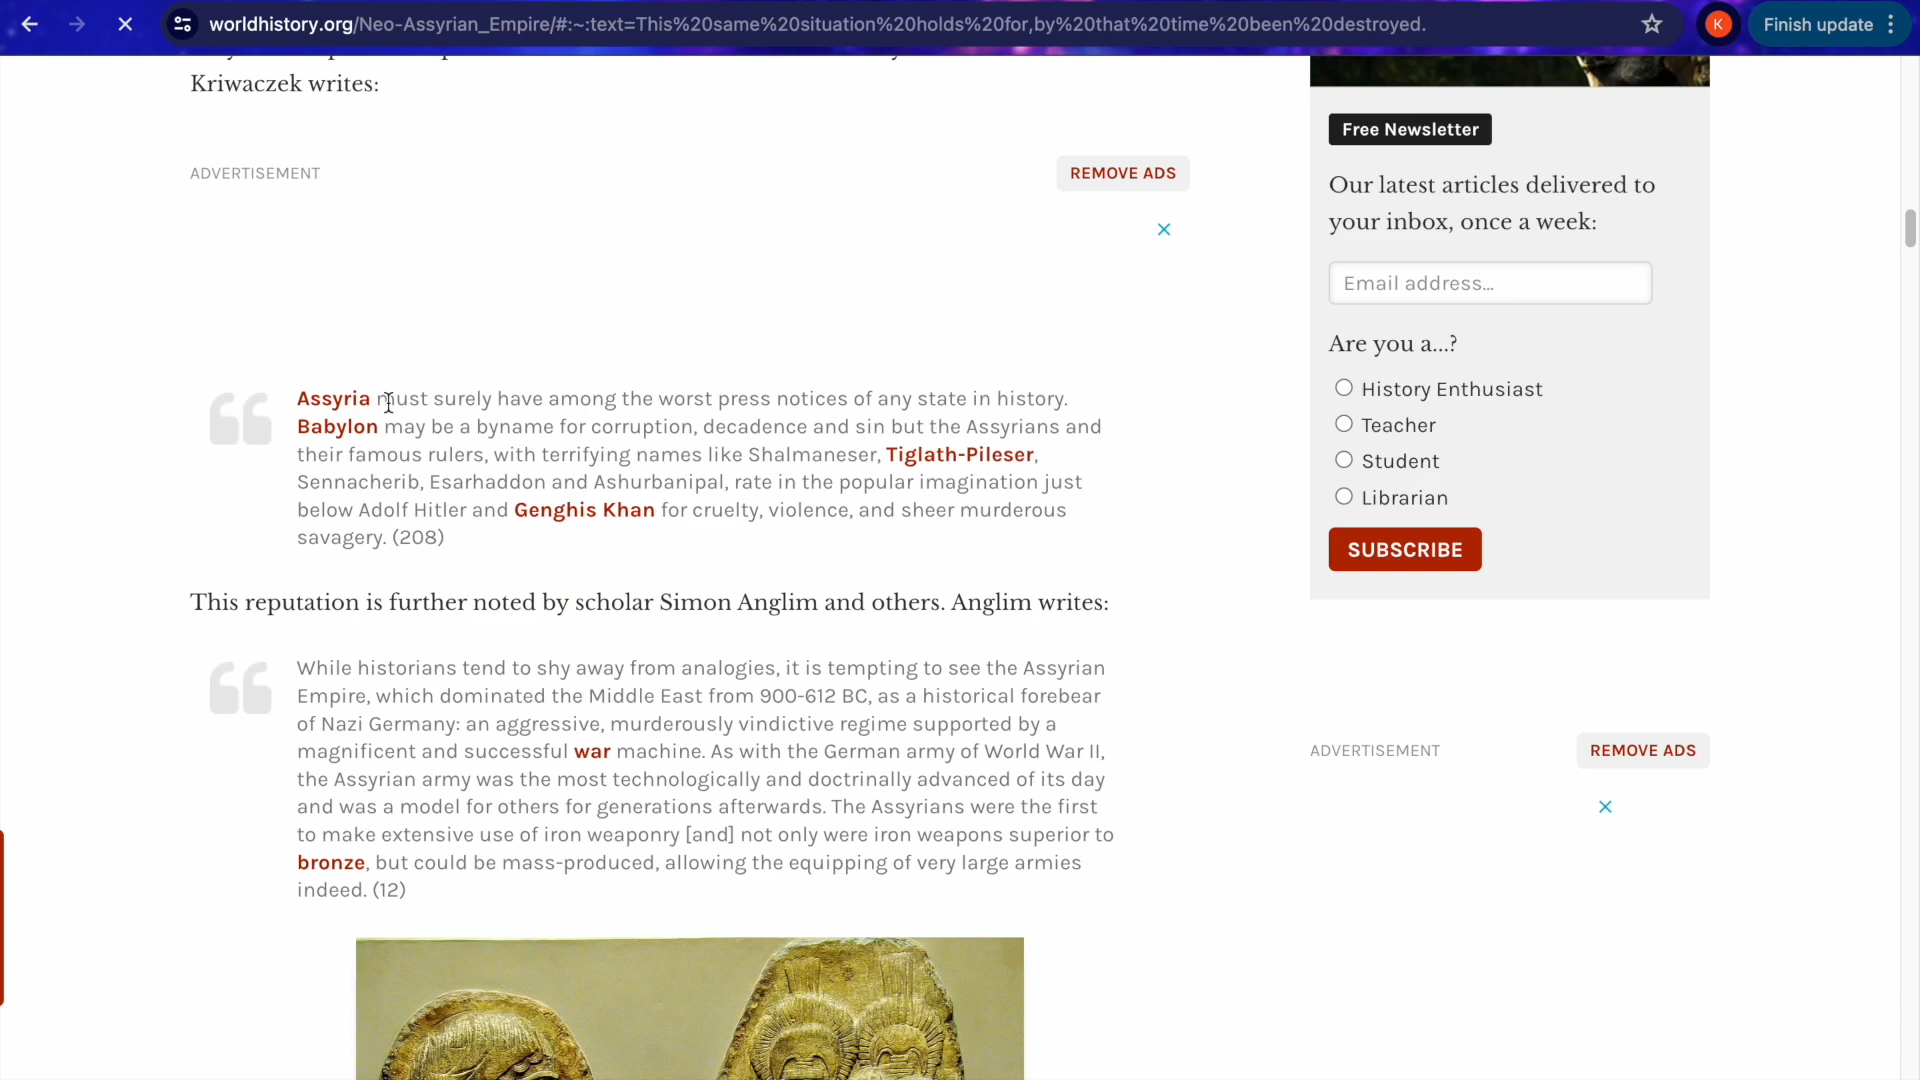 worldhistory.org/Neo-Assyrian_Empire/#:~:text=This%20same%20situation%20holds%20for,by%20that%20time%20been%20destroyed.
K
Finish update
Kriwaczek writes:
ADVERTISEMENT
REMOVE ADS
Assyria must surely have among the worst press notices of any state in history.
Babylon may be a byname for corruption, decadence and sin but the Assyrians and
their famous rulers, with terrifying names like Shalmaneser, Tiglath-Pileser,
Sennacherib, Esarhaddon and Ashurbanipal, rate in the popular imagination just
below Adolf Hitler and Genghis Khan for cruelty, violence, and sheer murderous
savagery. (208)
This reputation is further noted by scholar Simon Anglim and others. Anglim writes:
While historians tend to shy away from analogies, it is tempting to see the Assyrian
Empire, which dominated the Middle East from 900-612 BC, as a historical forebear
of Nazi Germany: an aggressive, murderously vindictive regime supported by a
magnificent and successful war machine. As with the German army of World War II,
the Assyrian army was the most technologically and doctrinally advanced of its day
and was a model for others for generations afterwards. The Assyrians were the first
to make extensive use of iron weaponry [and] not only were iron weapons superior to
bronze, but could be mass-produced, allowing the equipping of very large armies
indeed. (12)
Free Newsletter
Our latest articles delivered to
your inbox, once a week:
Email address...
Are you a...?
History Enthusiast
Teacher
Student
Librarian
SUBSCRIBE
ADVERTISEMENT
REMOVE ADS